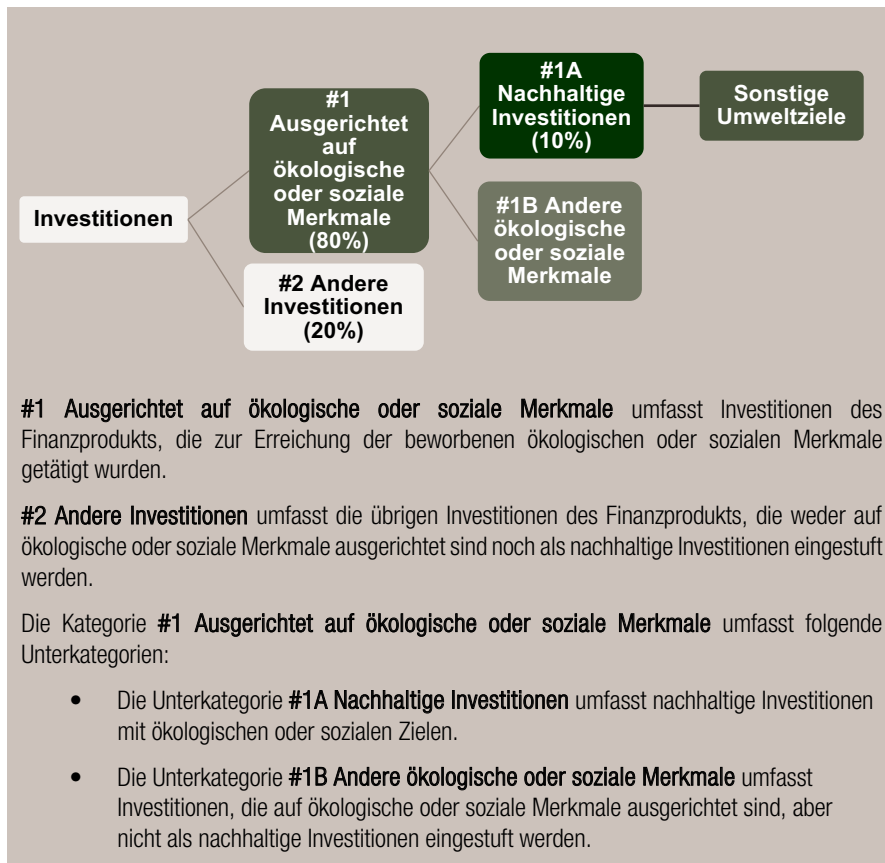 #1
Ausgerichtet
auf
ökologische
oder soziale
Merkmale
(80%)
#1A
Nachhaltige
Investitionen
(10%)
Sonstige
Umweltziele
Investitionen
#1B Andere
ökologische
oder soziale
Merkmale
#2 Andere
Investitionen
(20%)
#1 Ausgerichtet auf ökologische oder soziale Merkmale umfasst Investitionen des
Finanzprodukts, die zur Erreichung der beworbenen ökologischen oder sozialen Merkmale
getätigt wurden.
#2 Andere Investitionen umfasst die übrigen Investitionen des Finanzprodukts, die weder auf
ökologische oder soziale Merkmale ausgerichtet sind noch als nachhaltige Investitionen eingestuft
werden.
Die Kategorie #1 Ausgerichtet auf ökologische oder soziale Merkmale umfasst folgende
Unterkategorien:
• Die Unterkategorie #1A Nachhaltige Investitionen umfasst nachhaltige Investitionen
mit ökologischen oder sozialen Zielen.
• Die Unterkategorie #1B Andere ökologische oder soziale Merkmale umfasst
Investitionen, die auf ökologische oder soziale Merkmale ausgerichtet sind, aber
nicht als nachhaltige Investitionen eingestuft werden.